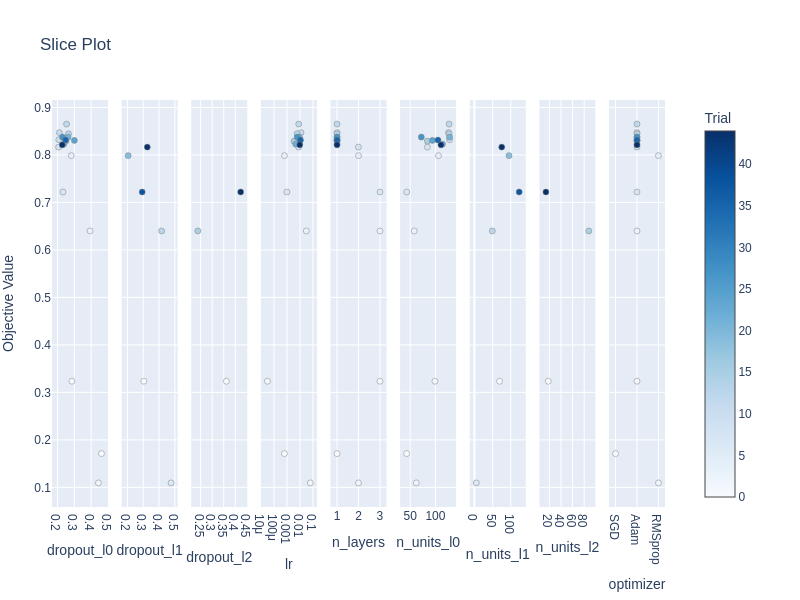 Slice Plot
Trial
Objective Value
0.9
0.8
0.7
0.6
0.5
0.4
0.3
0.2
0.1
0.2 0.3 0.4 0.5
dropout_l0
0.2 0.3 0.4 0.5
dropout_l1
0.25 0.3 0.35 0.4 0.45
dropout_l2
10μ 100μ 0.001 0.01 0.1
lr
1 2 3
n_layers
50 100
n_units_l0
0 50 100
n_units_l1
20 40 60 80
n_units_l2
SGD Adam RMSprop
optimizer
40
35
30
25
20
15
10
5
0